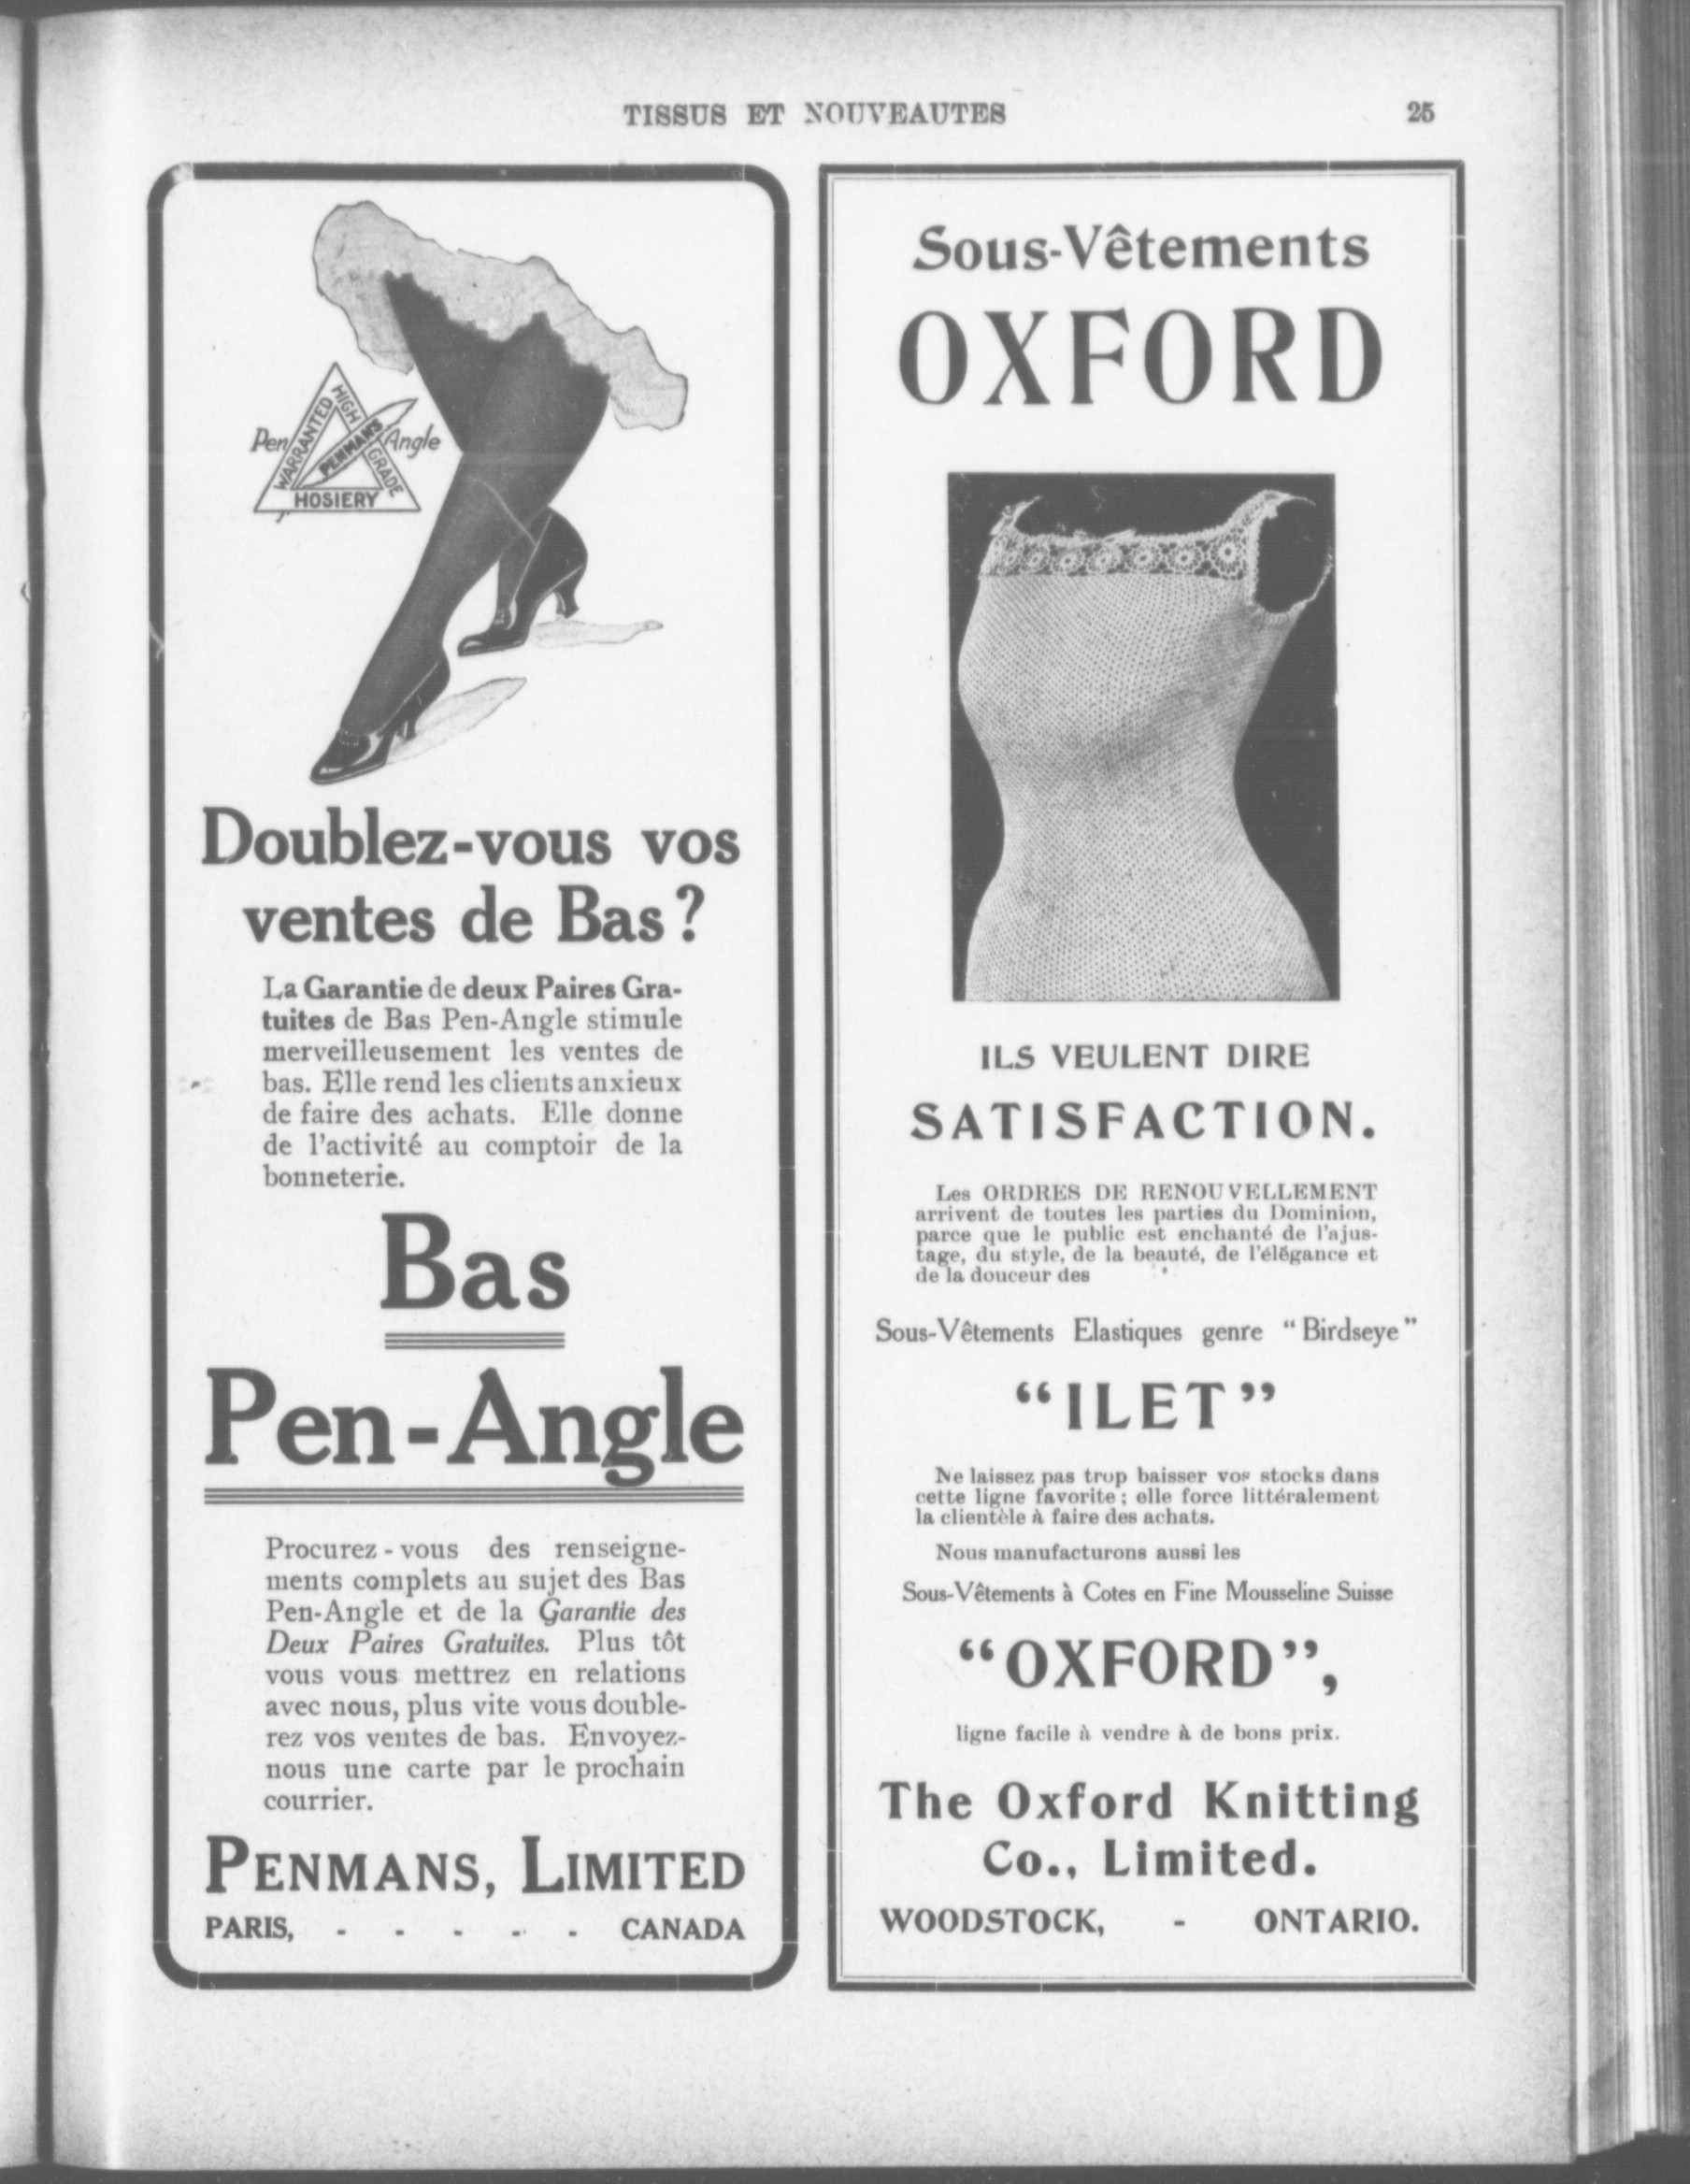 TISSUS ET NOUVEAUTES 25
Pen Angle
WARRANTED HIGH GRADE
PENMANS
HOSIERY
Doublez-vous vos
ventes de Bas?
La Garantie de deux Paires Gra-
tuites de Bas Pen-Angle stimule
merveilleusement les ventes de
bas. Elle rend les clients anxieux
de faire des achats. Elle donne
de l'activité au comptoir de la
bonneterie.
Bas
Pen-Angle
Procurez-vous des renseigne-
ments complets au sujet des Bas
Pen-Angle et de la Garantie des
Deux Paires Gratuites. Plus tôt
vous vous mettrez en relations
avec nous, plus vite vous double-
rez vos ventes de bas. Envoyez-
nous une carte par le prochain
courrier.
PENMANS, LIMITED
PARIS, - - - - - CANADA
Sous-Vêtements
OXFORD
ILS VEULENT DIRE
SATISFACTION.
Les ORDRES DE RENOUVELLEMENT
arrivent de toutes les parties du Dominion,
parce que le public est enchanté de l'ajus-
tage, du style, de la beauté, de l'élégance et
de la douceur des
Sous-Vêtements Elastiques genre "Birdseye"
"ILET"
Ne laissez pas trop baisser vos stocks dans
cette ligne favorite; elle force littéralement
la clientèle à faire des achats.
Nous manufacturons aussi les
Sous-Vêtements à Cotes en Fine Mousseline Suisse
"OXFORD",
ligne facile à vendre à de bons prix.
The Oxford Knitting
Co., Limited.
WOODSTOCK, - ONTARIO.